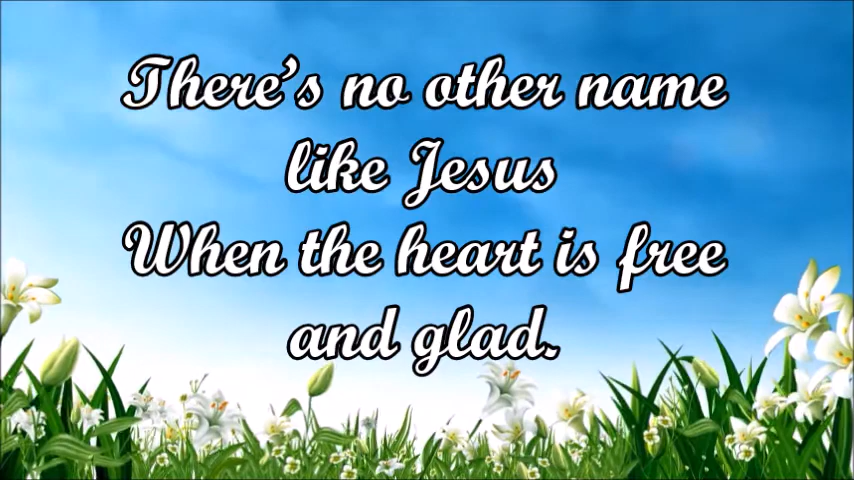 There's no other name
like Jesus
When the heart is free
and glad.